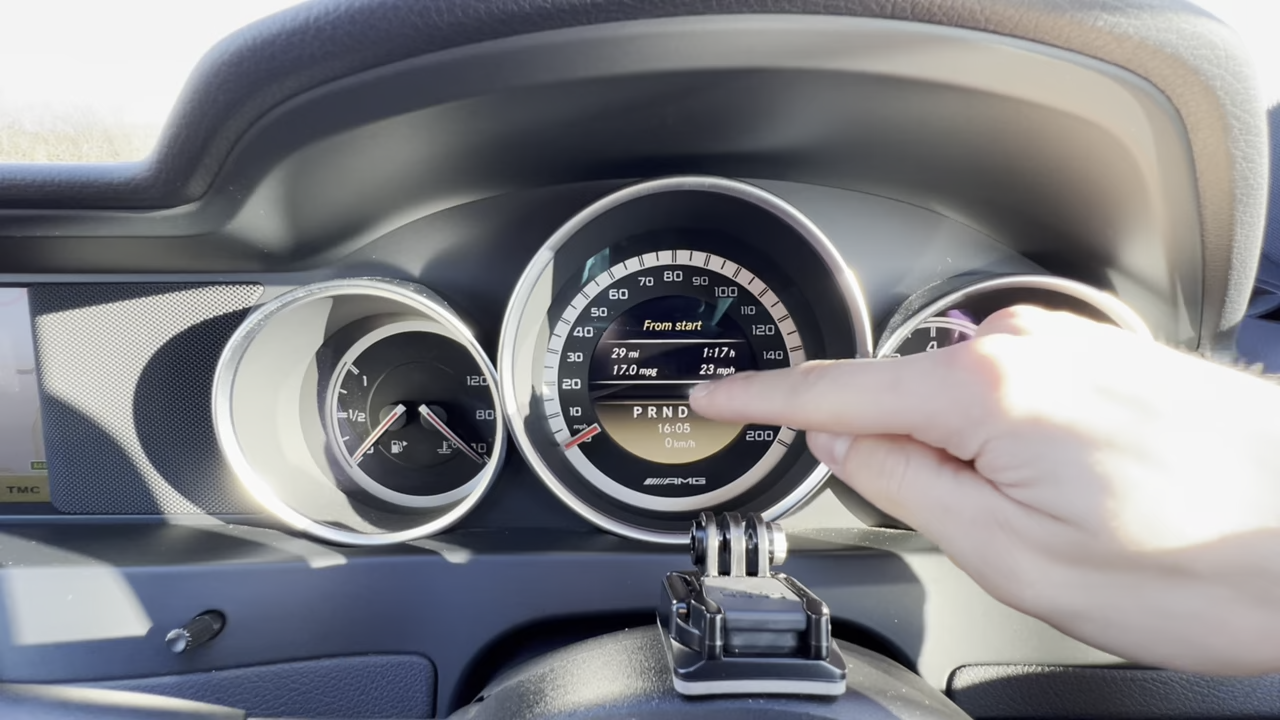 TMC
1
1/2
120
80
10
20
30
40
50
60
70
80
90
100
110
120
140
200
mph
From start
29 mi 1:17 h
17.0 mpg 23 mph
P R N D
16:05
0 km/h
AMG
4